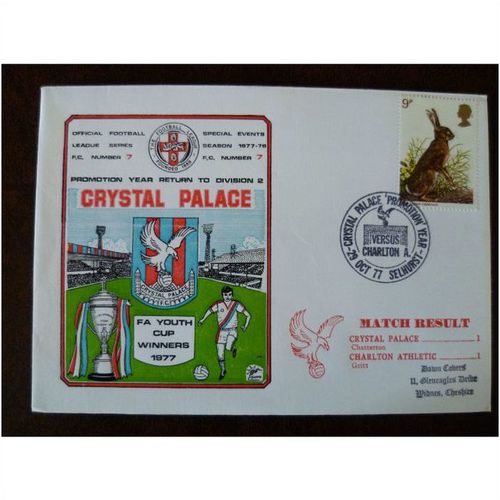 OFFICIAL FOOTBALL
LEAGUE SERIES
F.C. NUMBER 7
THE FOOTBALL LEAGUE
FOUNDED 1888
SPECIAL EVENTS
SEASON 1977-78
F.C. NUMBER 7
PROMOTION YEAR RETURN TO DIVISION 2
CRYSTAL PALACE
CRYSTAL PALACE
F.C.
FA YOUTH
CUP
WINNERS
1977
9P
CRYSTAL PALACE 'PROMOTION' YEAR
VERSUS
CHARLTON A.
29 OCT 77 SELHURST
MATCH RESULT
CRYSTAL PALACE 1
Chatterton
CHARLTON ATHLETIC 1
Gritt
Dawn Covers
11, Gleneagles Drive
Widnes, Cheshire